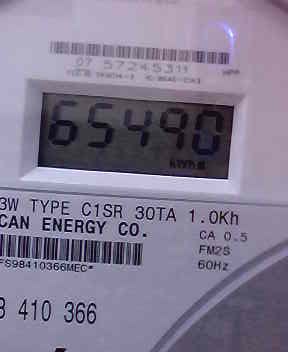 07 57245311
65490
kWh
3W TYPE C1SR 30TA 1.0Kh
CAN ENERGY CO.
CA 0.5
FM2S
60Hz
FS98410366MEC*
8 410 366